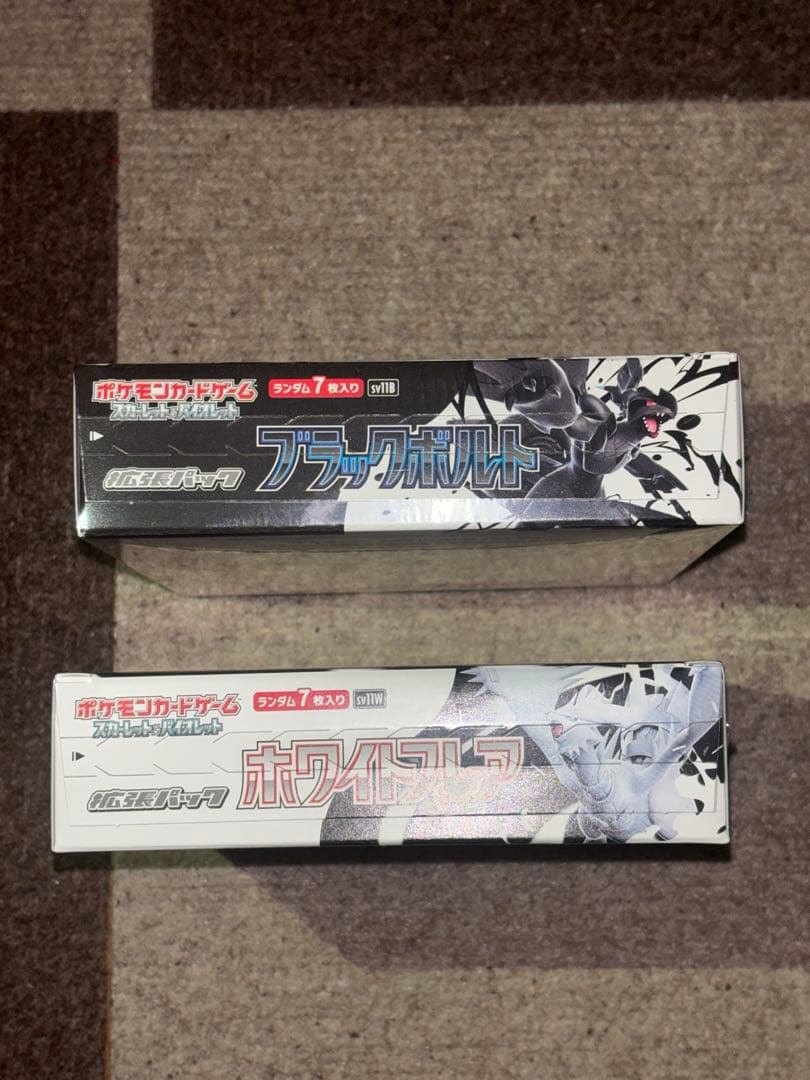 ポケモンカードゲーム
スカーレット&バイオレット
ランダム7枚入り
sv11B
ブラックボルト
拡張パック
ポケモンカードゲーム
スカーレット&バイオレット
ランダム7枚入り
sv11W
ホワイトフレア
拡張パック